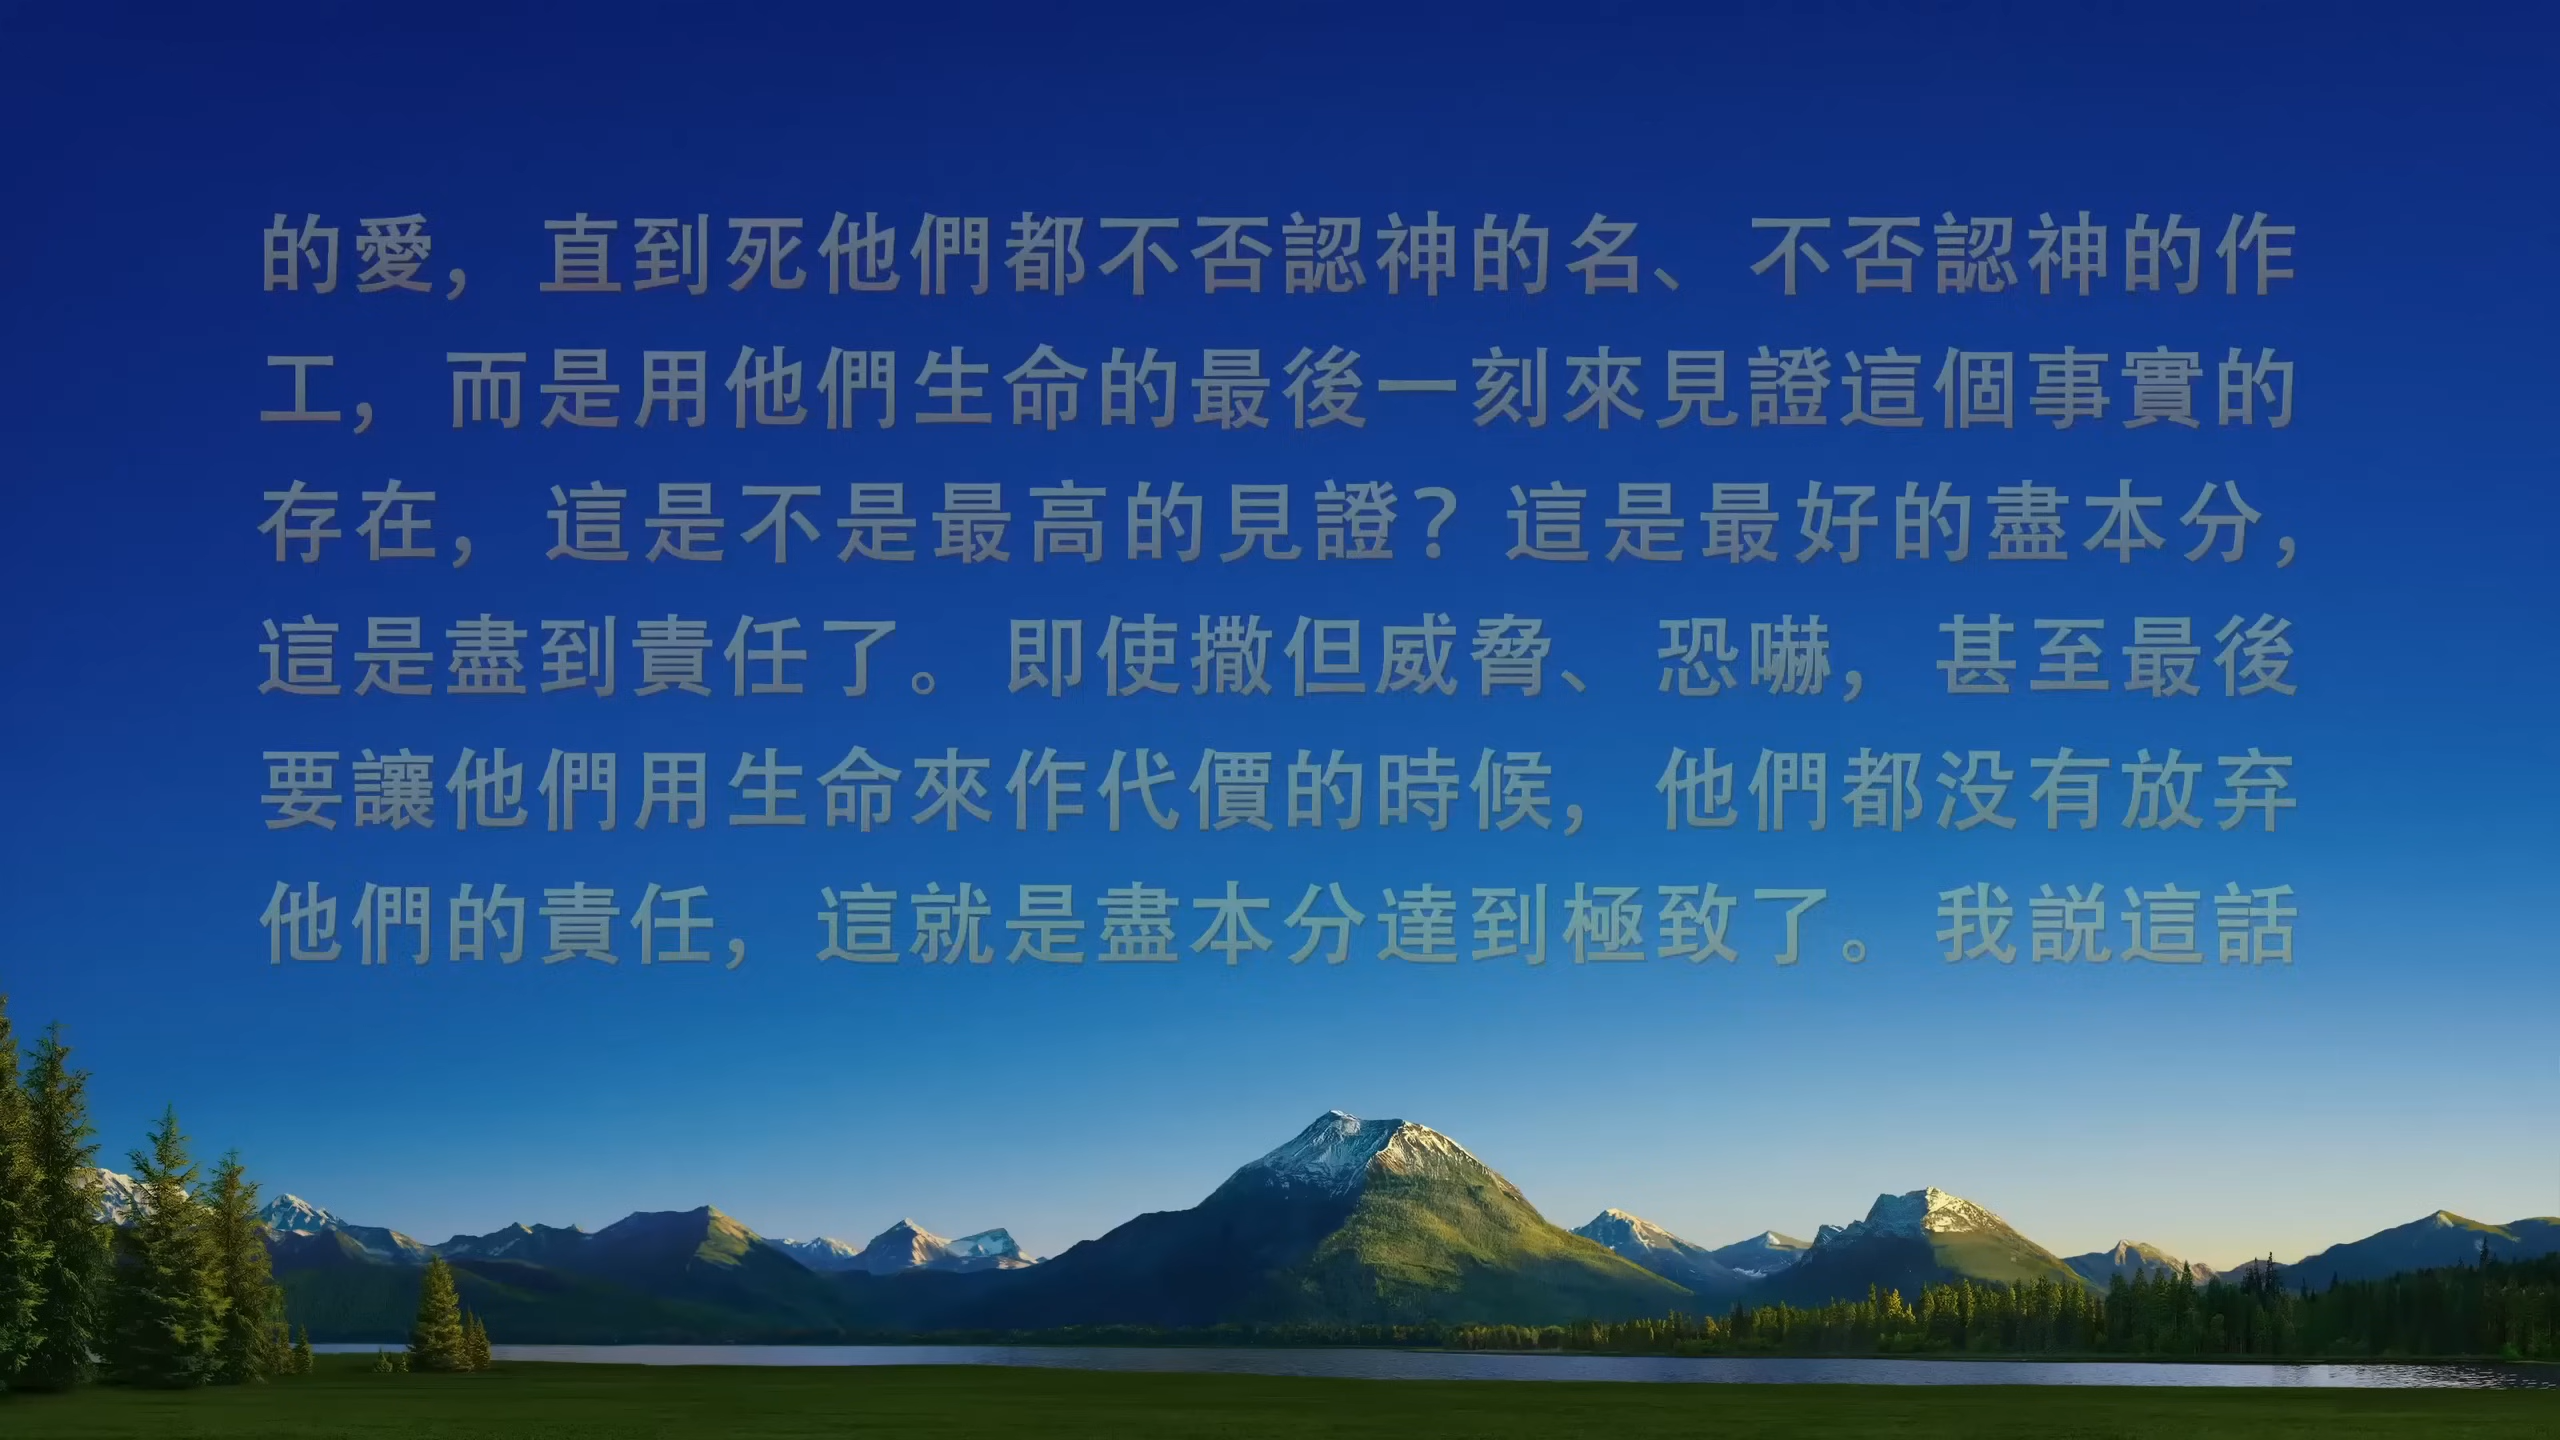 的愛，直到死他們都不否認神的名、不否認神的作
工，而是用他們生命的最後一刻來見證這個事實的
存在，這是不是最高的見證？這是最好的盡本分，
這是盡到責任了。即使撒但威脅、恐嚇，甚至最後
要讓他們用生命來作代價的時候，他們都没有放弃
他們的責任，這就是盡本分達到極致了。我説這話